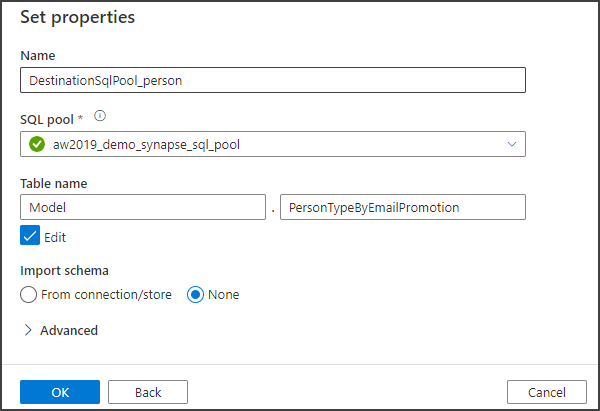 Set properties
Name
DestinationSqlPool_person
SQL pool *
aw2019_demo_synapse_sql_pool
Table name
Model . PersonTypeByEmailPromotion
Edit
Import schema
From connection/store None
Advanced
OK Back Cancel